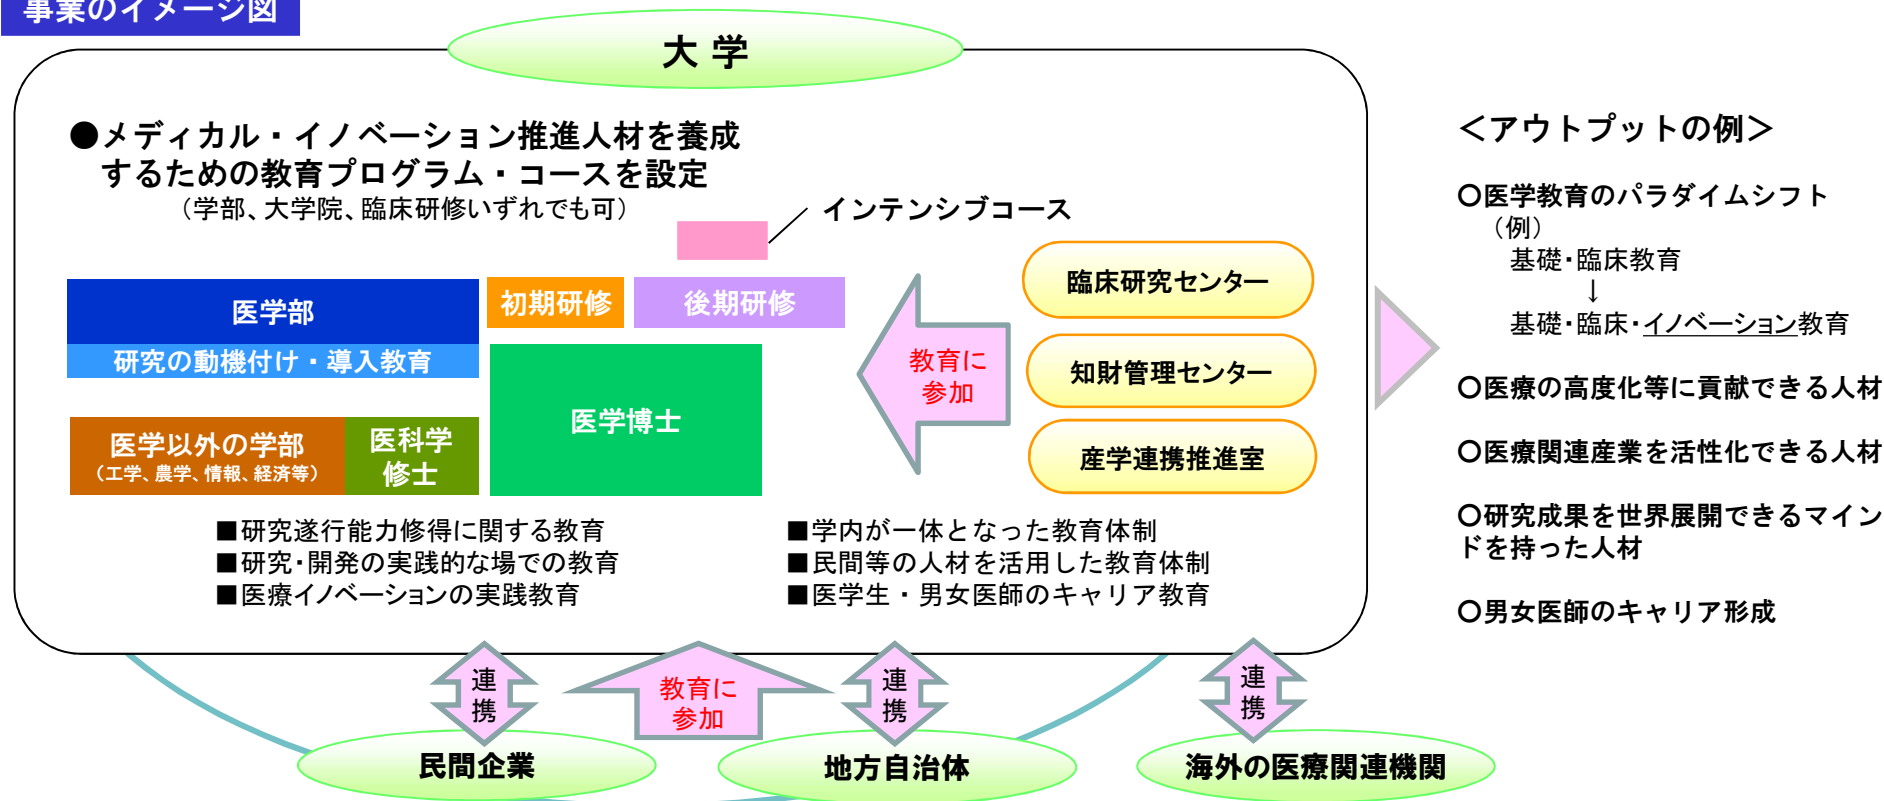 事業のイメージ図
大 学
●メディカル・イノベーション推進人材を養成
するための教育プログラム・コースを設定
（学部、大学院、臨床研修いずれでも可）
インテンシブコース
医学部
研究の動機付け・導入教育
初期研修
後期研修
医学以外の学部
（工学、農学、情報、経済等）
医科学
修士
医学博士
教育に
参加
臨床研究センター
知財管理センター
産学連携推進室
■研究遂行能力修得に関する教育
■研究・開発の実践的な場での教育
■医療イノベーションの実践教育
■学内が一体となった教育体制
■民間等の人材を活用した教育体制
■医学生・男女医師のキャリア教育
連
携
教育に
参加
連
携
連
携
民間企業
地方自治体
海外の医療関連機関
＜アウトプットの例＞
○医学教育のパラダイムシフト
（例）
基礎・臨床教育
↓
基礎・臨床・イノベーション教育
○医療の高度化等に貢献できる人材
○医療関連産業を活性化できる人材
○研究成果を世界展開できるマイン
ドを持った人材
○男女医師のキャリア形成